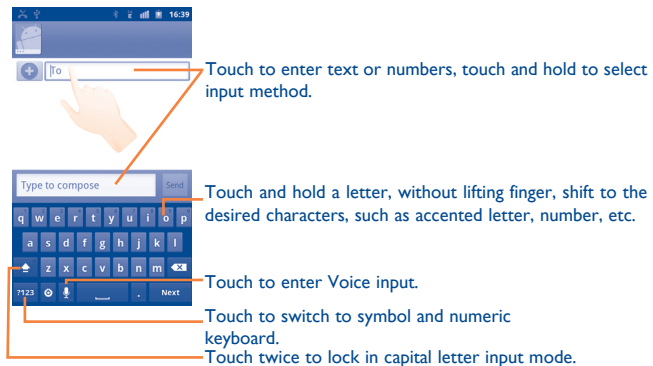 16:39
To
Touch to enter text or numbers, touch and hold to select
input method.
Type to compose
Send
Touch and hold a letter, without lifting finger, shift to the
desired characters, such as accented letter, number, etc.
q w e r t y u i o p
a s d f g h j k l
z x c v b n m
Touch to enter Voice input.
?123
.
Next
Touch to switch to symbol and numeric
keyboard.
Touch twice to lock in capital letter input mode.